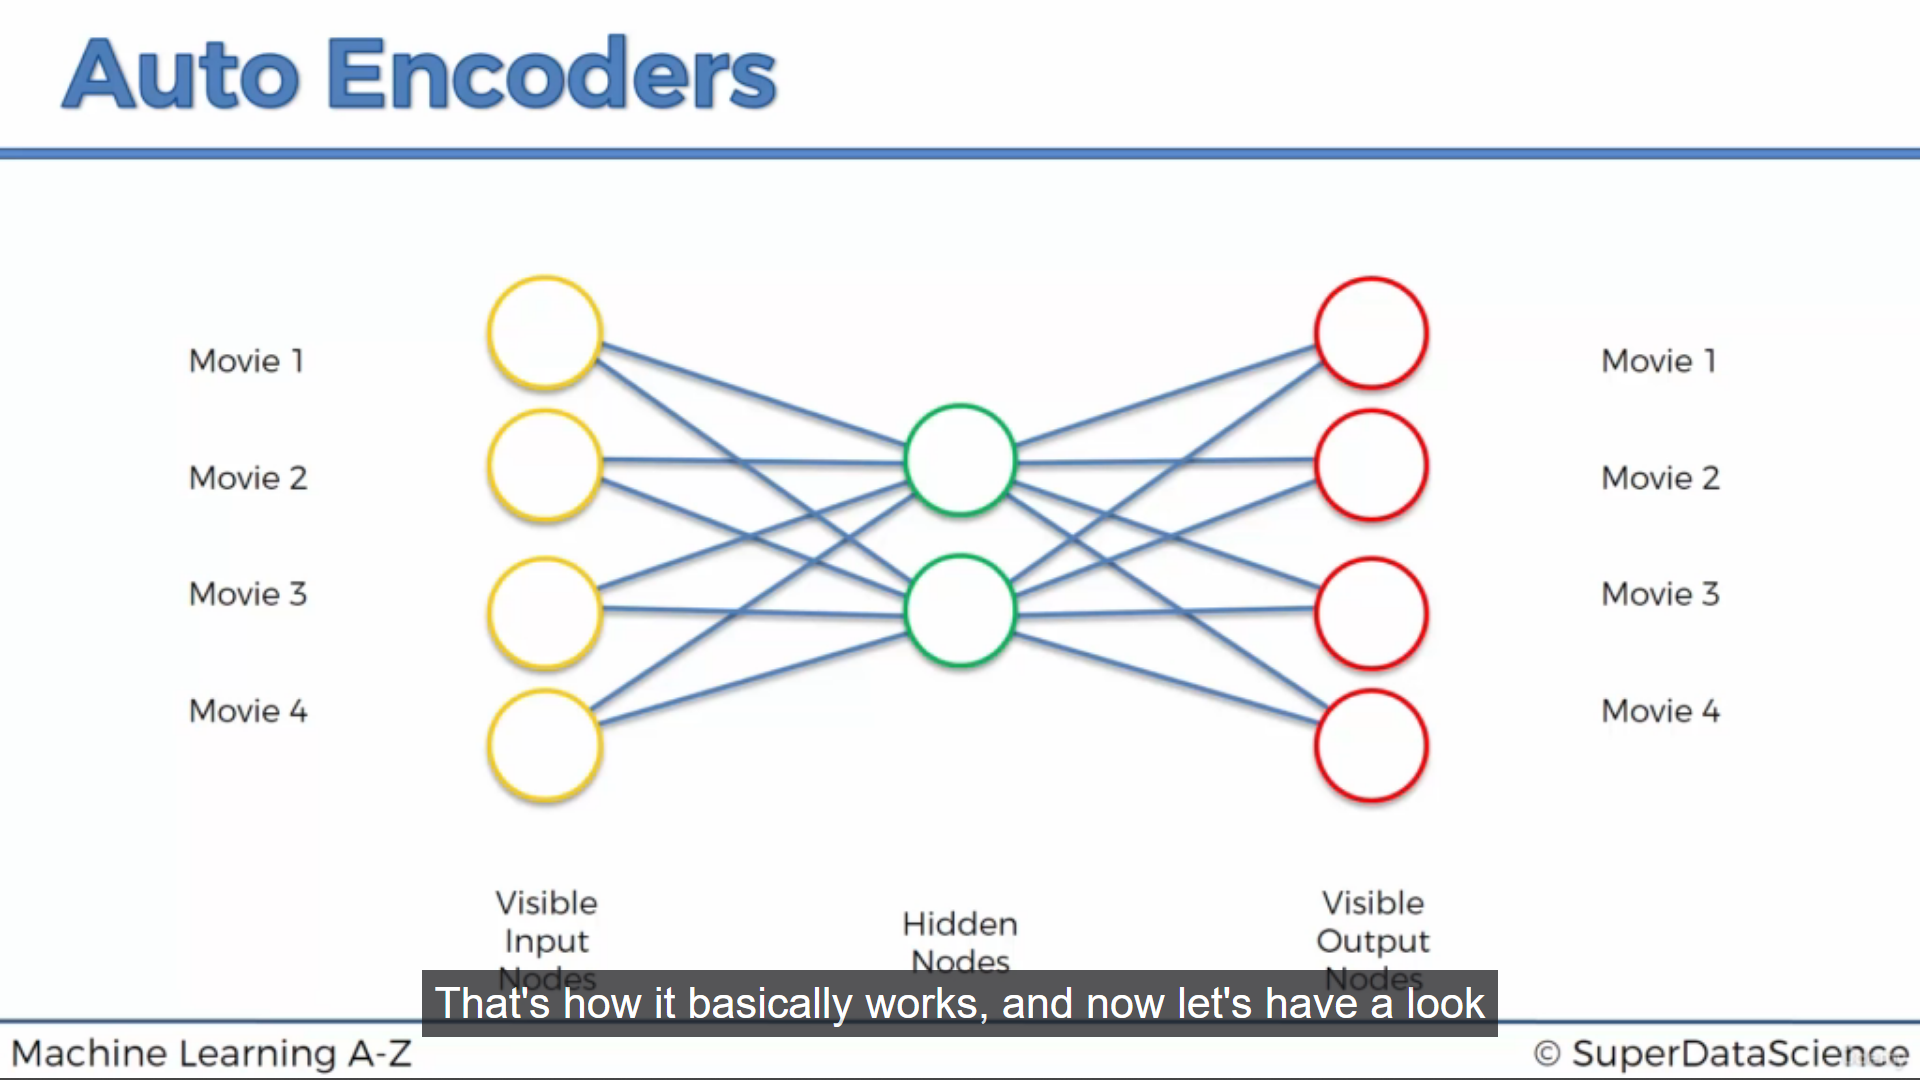 Auto Encoders
Movie 1
Movie 2
Movie 3
Movie 4
Movie 1
Movie 2
Movie 3
Movie 4
Visible
Input
Nodes
Hidden
Nodes
Visible
Output
Nodes
That's how it basically works, and now let's have a look
Machine Learning A-Z
© SuperDataScience